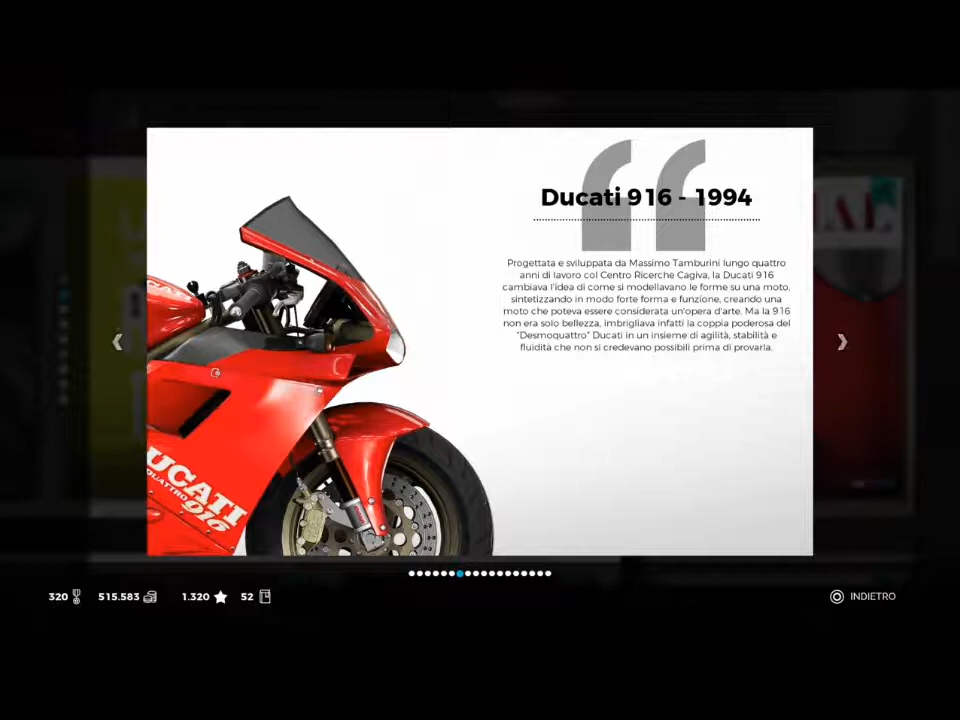 Ducati 916 - 1994
Progettata e sviluppata da Massimo Tamburini lungo quattro
anni di lavoro col Centro Ricerche Cagiva, la Ducati 916
cambiava l'idea di come si modellavano le forme su una moto,
sintetizzando in modo forte forma e funzione, creando una
moto che poteva essere considerata un'opera d'arte. Ma la 916
non era solo bellezza, imbrigliava infatti la coppia poderosa del
"Desmoquattro" Ducati in un insieme di agilità, stabilità e
fluidità che non si credevano possibili prima di provarla.
DUCATI
QUATTRO
916
320
515.583
1.320
52
INDIETRO